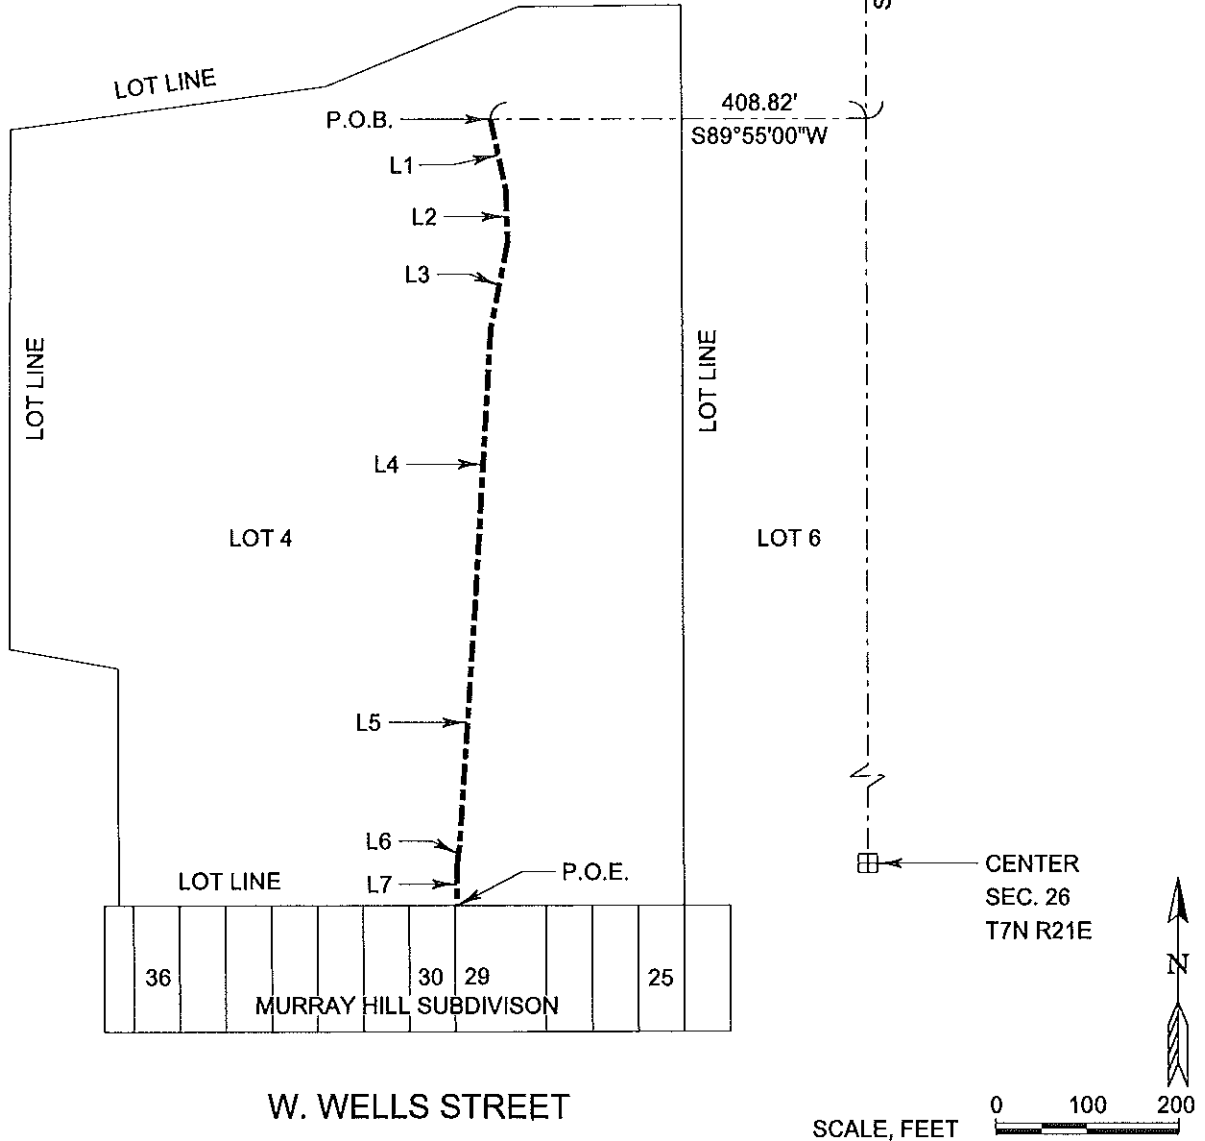 S
LOT LINE
408.82'
P.O.B.
S89°55'00"W
L1
L2
L3
LOT LINE
LOT LINE
L4
LOT 4
LOT 6
L5
L6
L7
P.O.E.
LOT LINE
CENTER
SEC. 26
T7N R21E
36
30
29
25
MURRAY HILL SUBDIVISON
N
W. WELLS STREET
SCALE, FEET
0 100 200